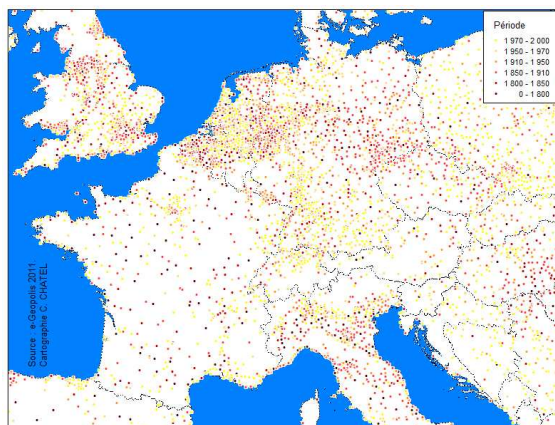 Période
1 970 - 2 000
1 950 - 1 970
1 910 - 1 950
1 850 - 1 910
1 800 - 1 850
0 - 1 800
Source : e-Geopolis 2011
Cartographie C. CHATEL